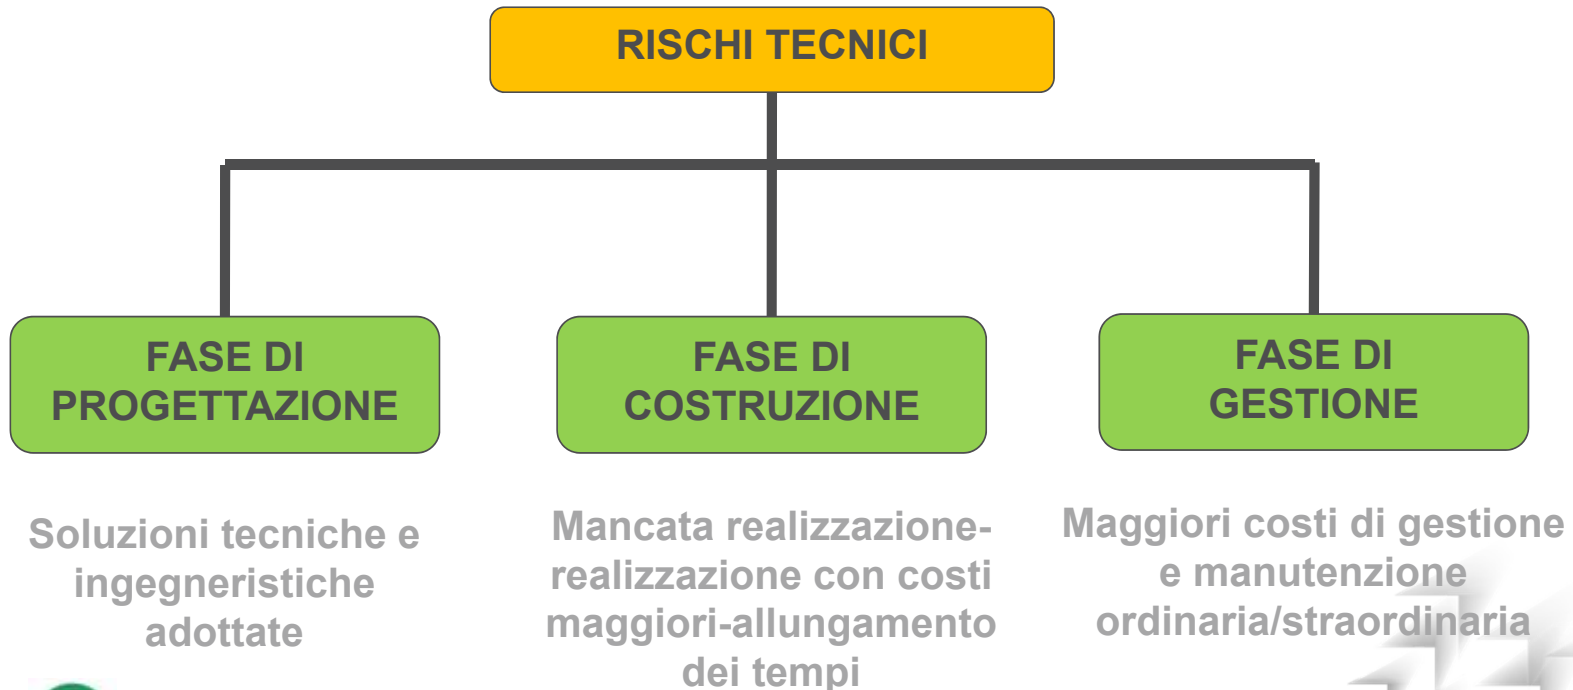 RISCHI TECNICI
FASE DI
PROGETTAZIONE
FASE DI
COSTRUZIONE
FASE DI
GESTIONE
Soluzioni tecniche e
ingegneristiche
adottate
Mancata realizzazione-
realizzazione con costi
maggiori-allungamento
dei tempi
Maggiori costi di gestione
e manutenzione
ordinaria/straordinaria